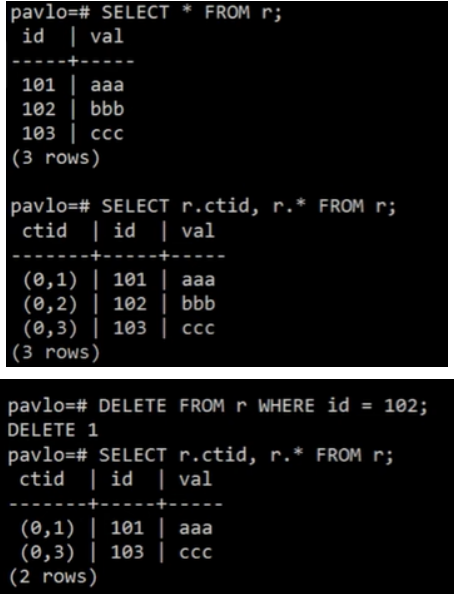 pavlo=# SELECT * FROM r;
 id  | val
-----+-----
 101 | aaa
 102 | bbb
 103 | ccc
(3 rows)
pavlo=# SELECT r.ctid, r.* FROM r;
 ctid  | id  | val
-------+-----+-----
 (0,1) | 101 | aaa
 (0,2) | 102 | bbb
 (0,3) | 103 | ccc
(3 rows)
pavlo=# DELETE FROM r WHERE id = 102;
DELETE 1
pavlo=# SELECT r.ctid, r.* FROM r;
 ctid  | id  | val
-------+-----+-----
 (0,1) | 101 | aaa
 (0,3) | 103 | ccc
(2 rows)